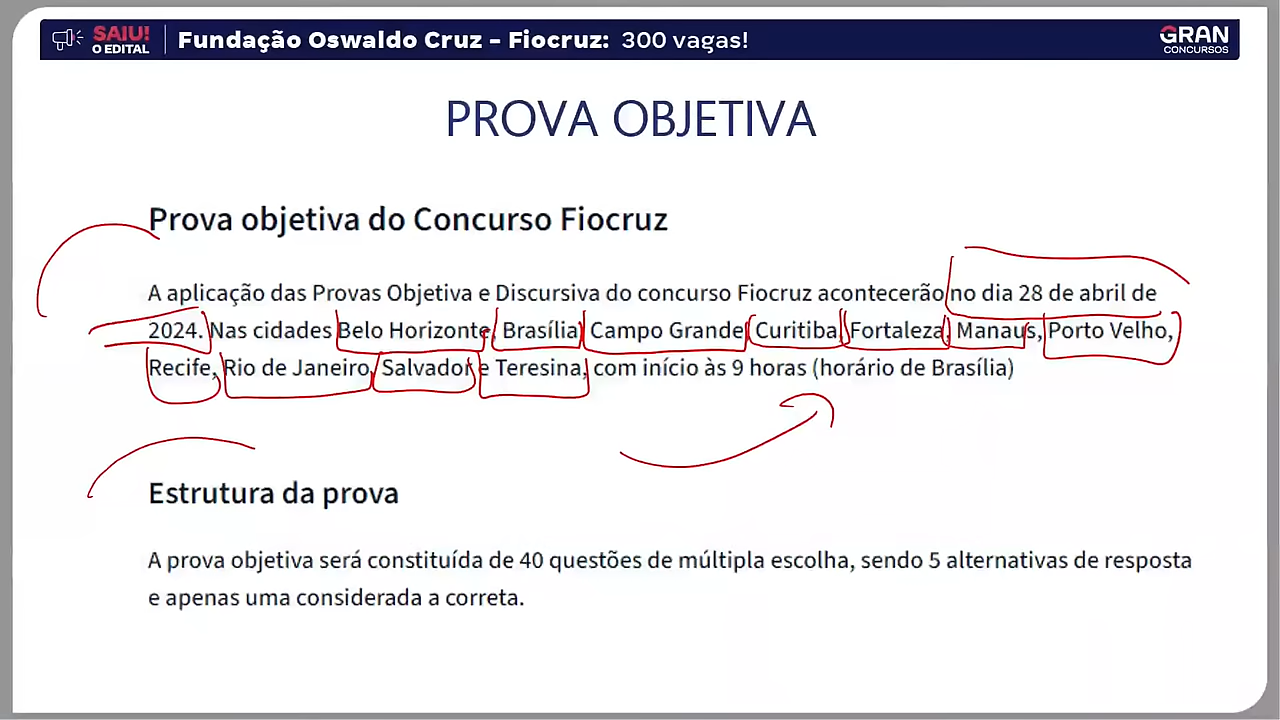 SAIU!
O EDITAL
Fundação Oswaldo Cruz – Fiocruz: 300 vagas!
GRAN
CONCURSOS
PROVA OBJETIVA
Prova objetiva do Concurso Fiocruz
A aplicação das Provas Objetiva e Discursiva do concurso Fiocruz acontecerão no dia 28 de abril de
2024. Nas cidades Belo Horizonte, Brasília, Campo Grande, Curitiba, Fortaleza, Manaus, Porto Velho,
Recife, Rio de Janeiro, Salvador e Teresina, com início às 9 horas (horário de Brasília)
Estrutura da prova
A prova objetiva será constituída de 40 questões de múltipla escolha, sendo 5 alternativas de resposta
e apenas uma considerada a correta.